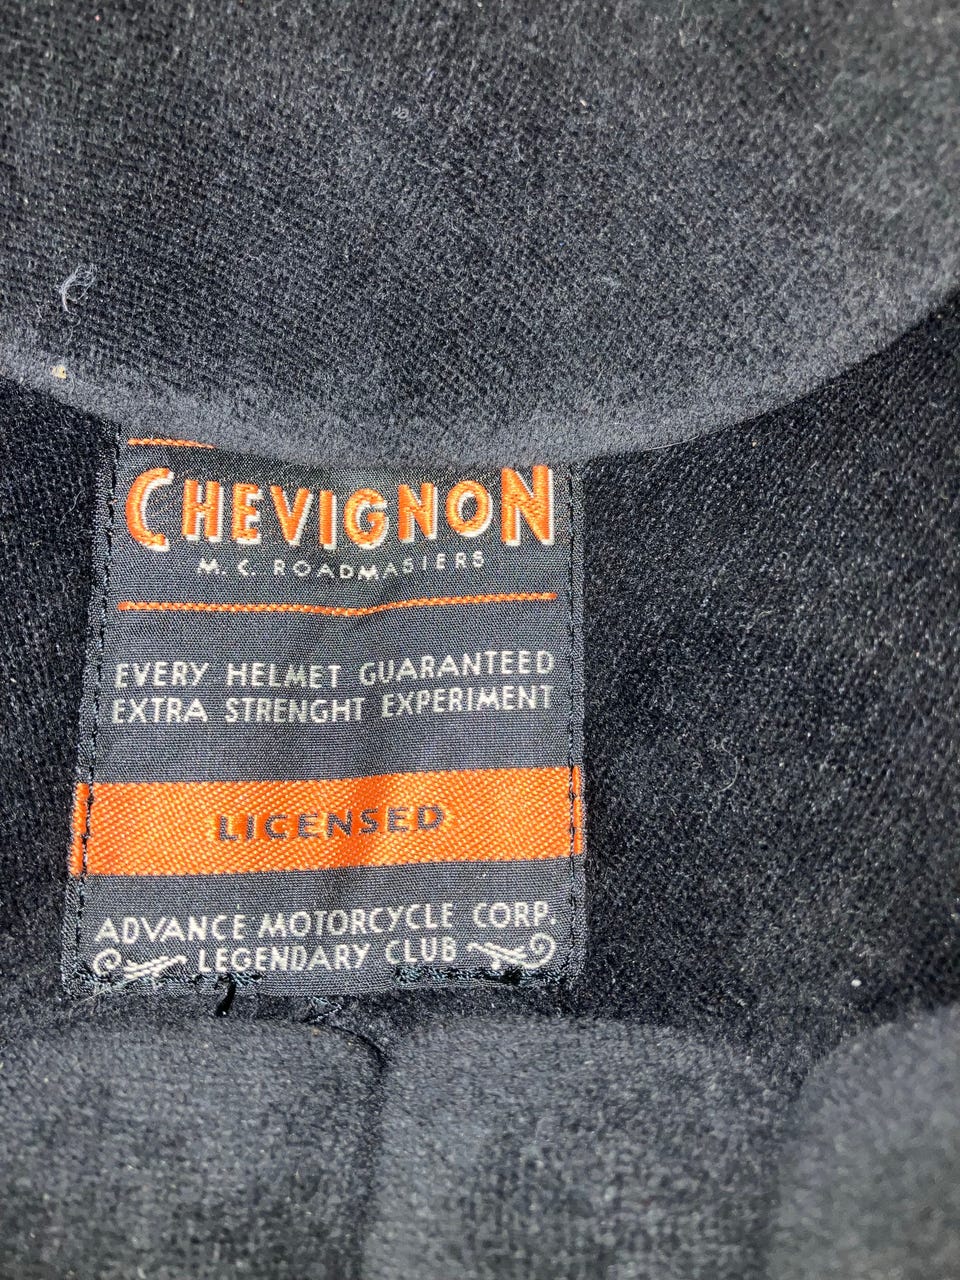 CHEVIGNON
M. C. ROADMASTERS
EVERY HELMET GUARANTEED
EXTRA STRENGHT EXPERIMENT
LICENSED
ADVANCE MOTORCYCLE CORP.
LEGENDARY CLUB